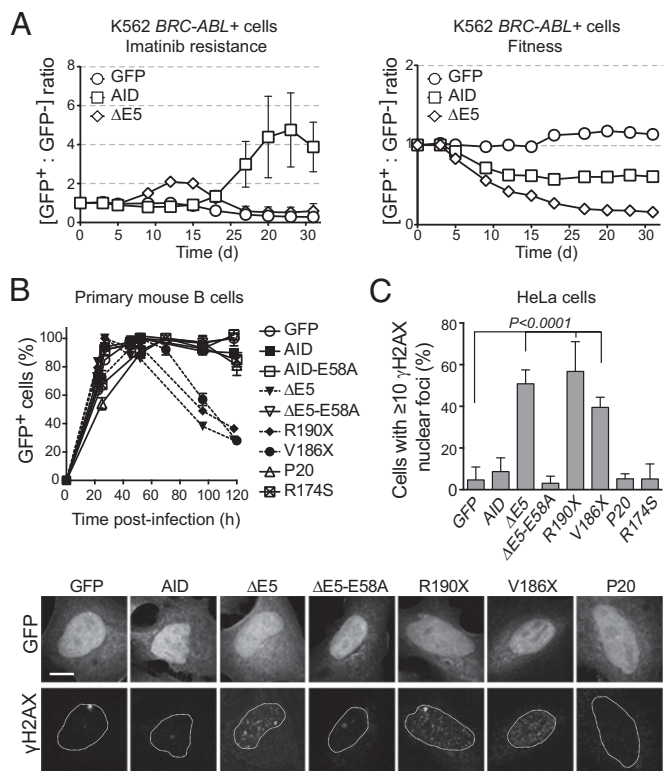 A
K562 BRC-ABL+ cells
Imatinib resistance
[GFP+ : GFP-] ratio
8
6
4
2
0
GFP
AID
ΔE5
0 5 10 15 20 25 30
Time (d)
K562 BRC-ABL+ cells
Fitness
[GFP+ : GFP-] ratio
2
1
0
GFP
AID
ΔE5
0 5 10 15 20 25 30
Time (d)
B
Primary mouse B cells
GFP+ cells (%)
100
80
60
40
20
0
0 20 40 60 80 100 120
Time post-infection (h)
GFP
AID
AID-E58A
ΔE5
ΔE5-E58A
R190X
V186X
P20
R174S
C
HeLa cells
P<0.0001
Cells with ≥10 γH2AX
nuclear foci (%)
80
60
40
20
0
GFP
AID
ΔE5
ΔE5-E58A
R190X
V186X
P20
R174S
GFP AID ΔE5 ΔE5-E58A R190X V186X P20
GFP
γH2AX